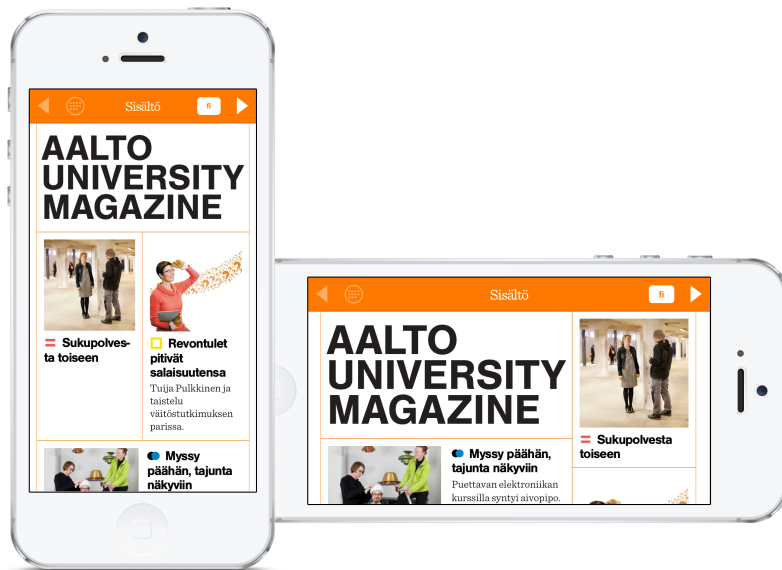 Sisältö
fi
AALTO
UNIVERSITY
MAGAZINE
Sukupolves-
ta toiseen
Revontulet
pitivät
salaisuutensa
Tuija Pulkkinen ja
taistelu
väitöstutkimuksen
parissa.
Myssy
päähän, tajunta
näkyviin
Sisältö
fi
AALTO
UNIVERSITY
MAGAZINE
Sukupolvesta
toiseen
Myssy päähän,
tajunta näkyviin
Puettavan elektroniikan
kurssilla syntyi aivopipo.